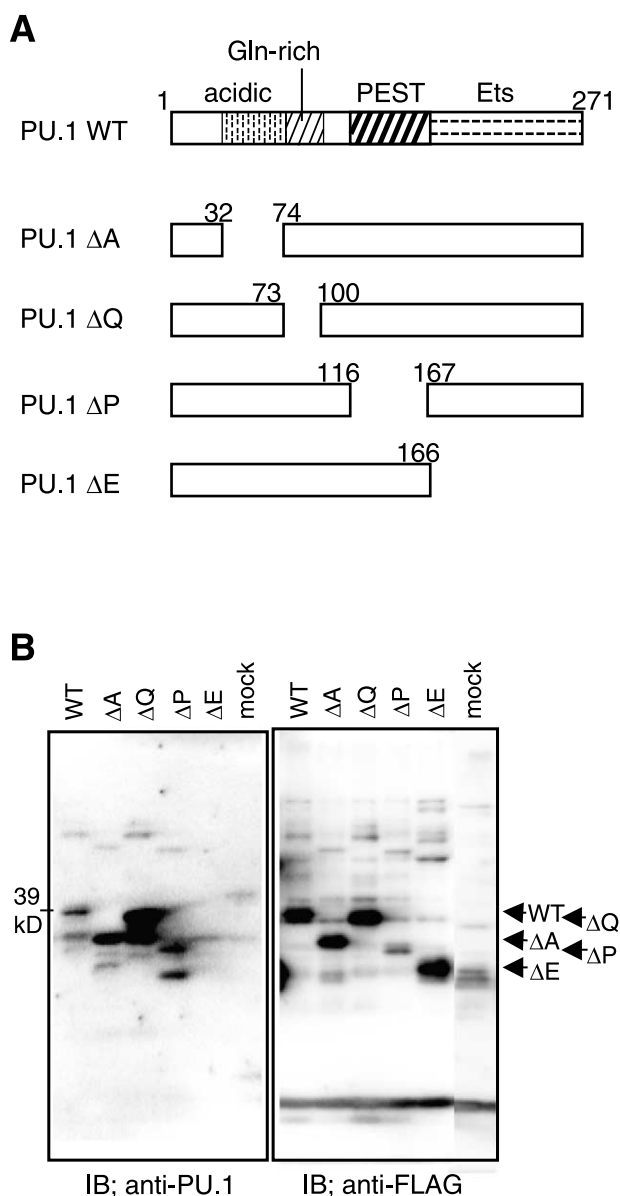 A
Gln-rich
1 acidic PEST Ets 271
PU.1 WT
32 74
PU.1 ΔA
73 100
PU.1 ΔQ
116 167
PU.1 ΔP
166
PU.1 ΔE
B
WT ΔA ΔQ ΔP ΔE mock WT ΔA ΔQ ΔP ΔE mock
39
kD
WT ΔQ
ΔA
ΔP
ΔE
IB; anti-PU.1 IB; anti-FLAG